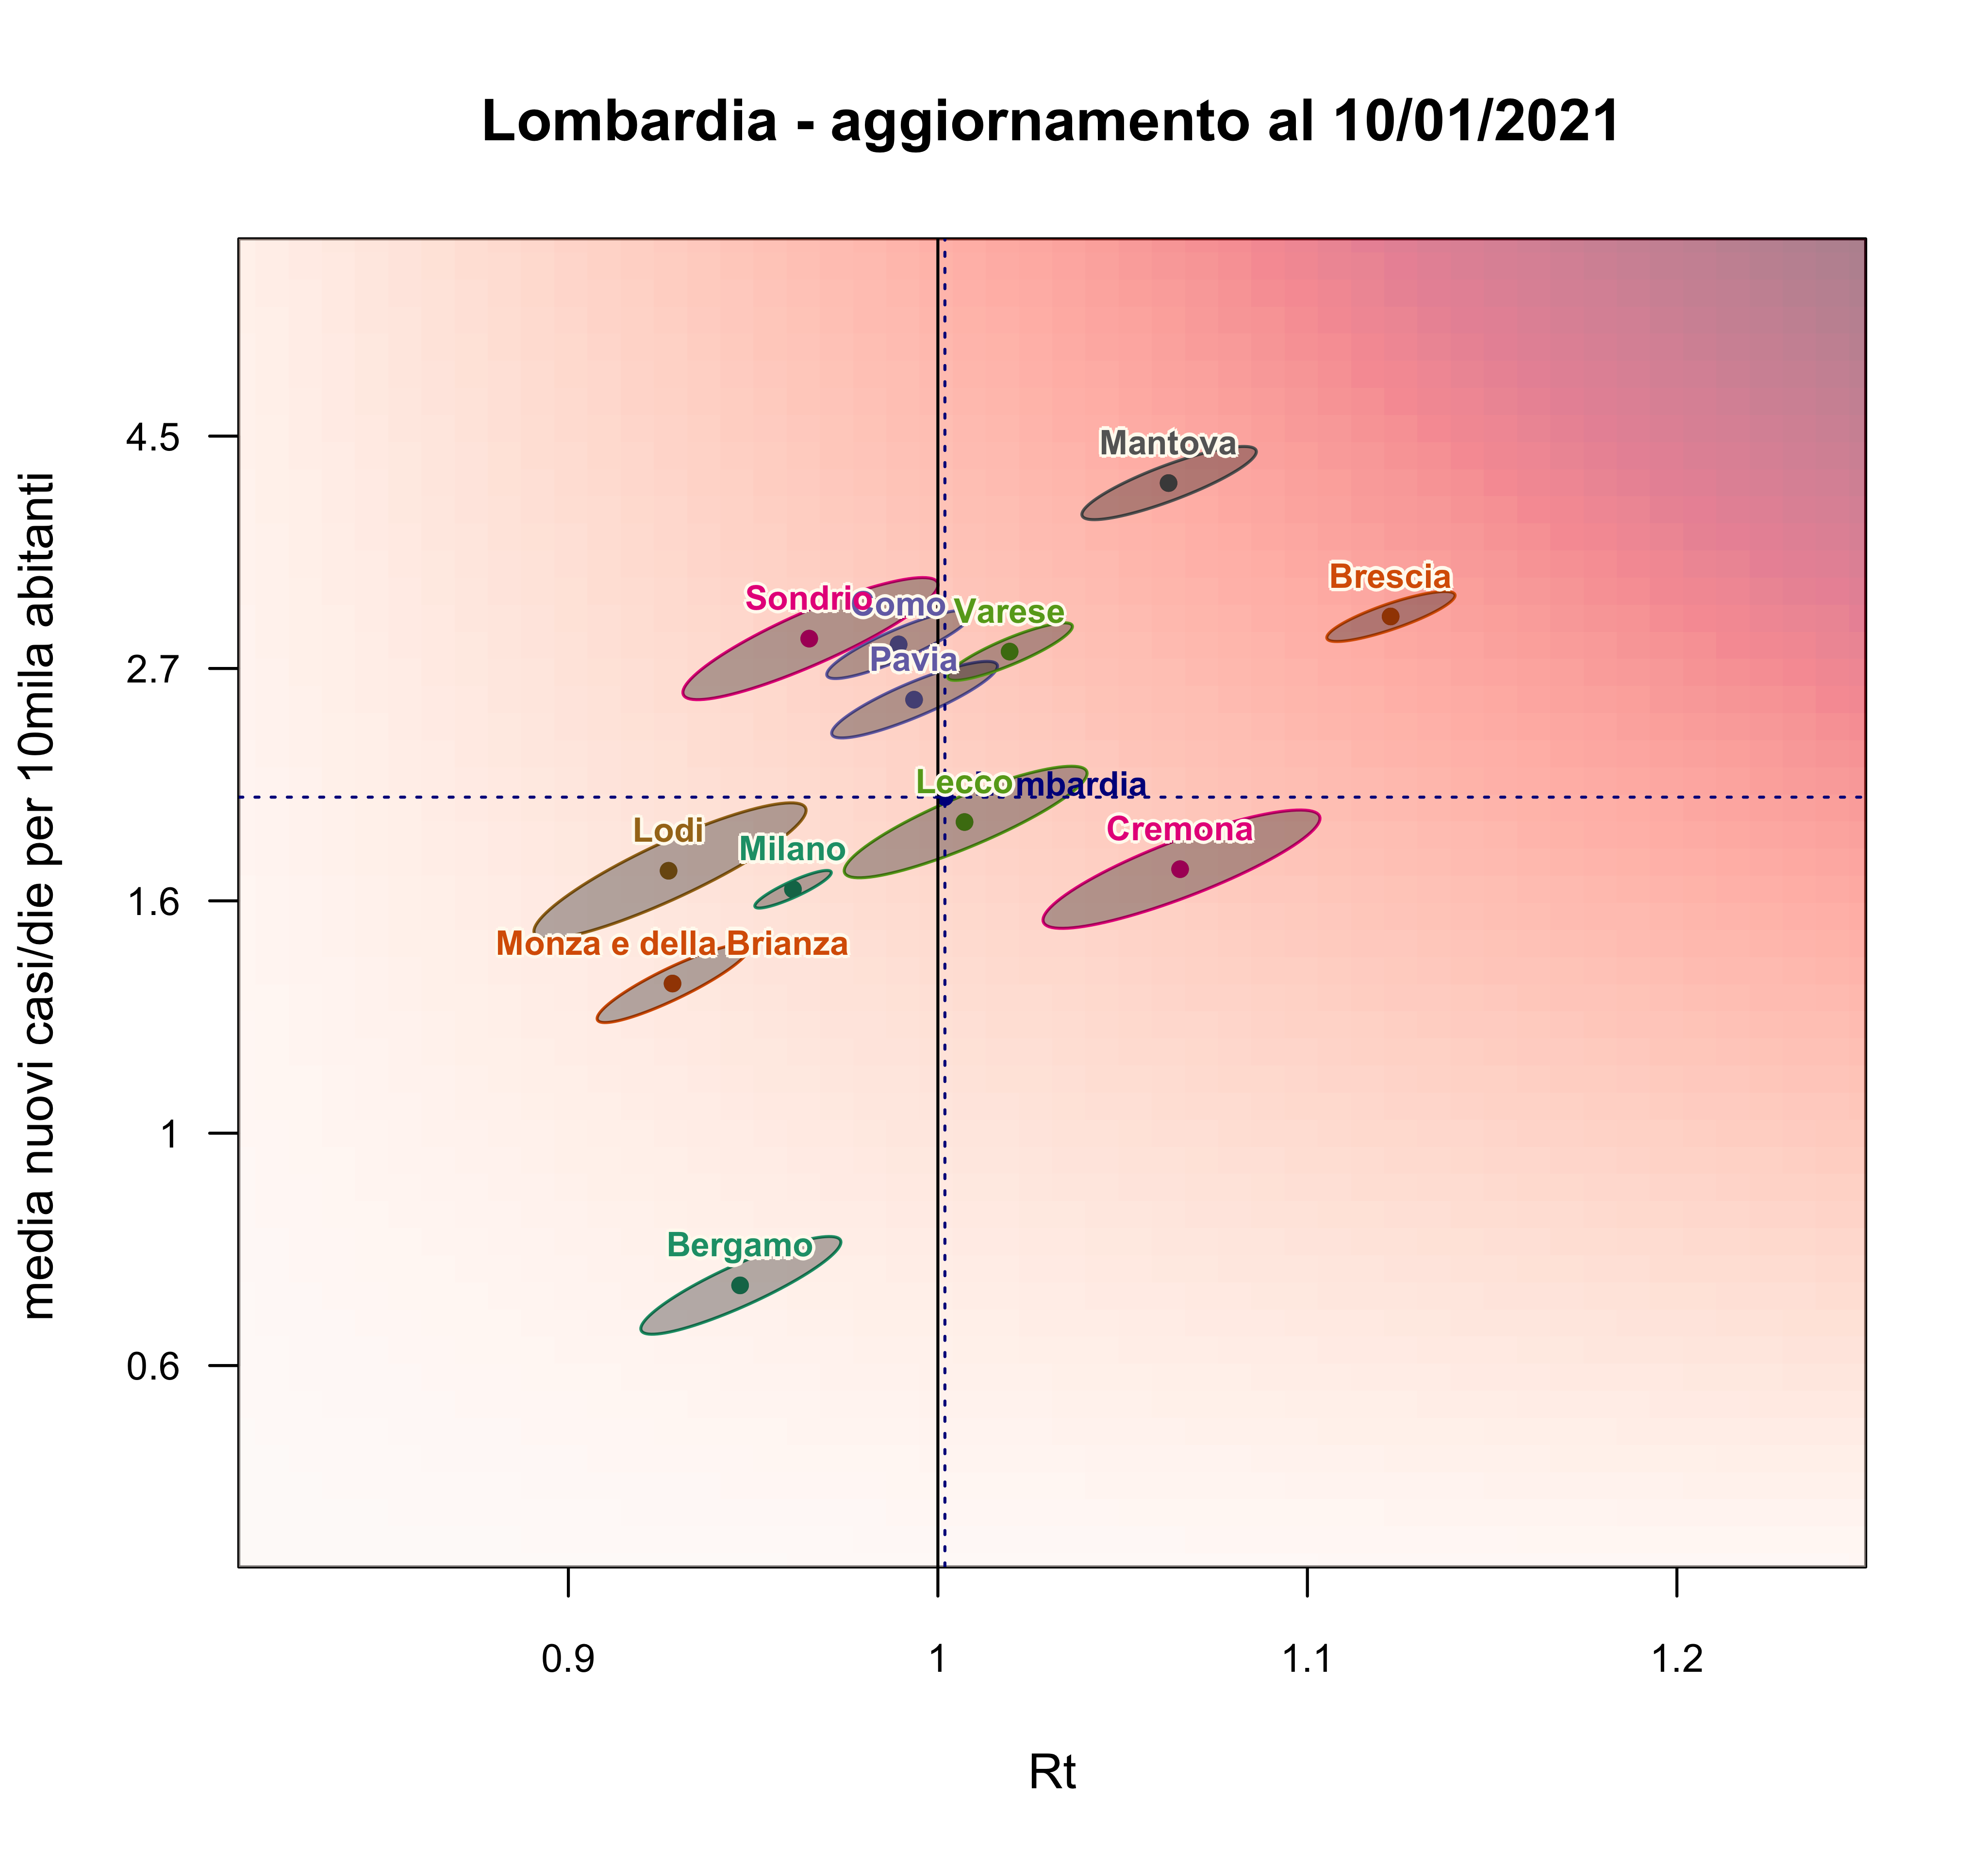 Lombardia - aggiornamento al 10/01/2021
media nuovi casi/die per 10mila abitanti
4.5
2.7
1.6
1
0.6
Mantova
Brescia
Sondrio
Como
Varese
Pavia
Lecco
Lombardia
Cremona
Lodi
Milano
Monza e della Brianza
Bergamo
0.9
1
1.1
1.2
Rt